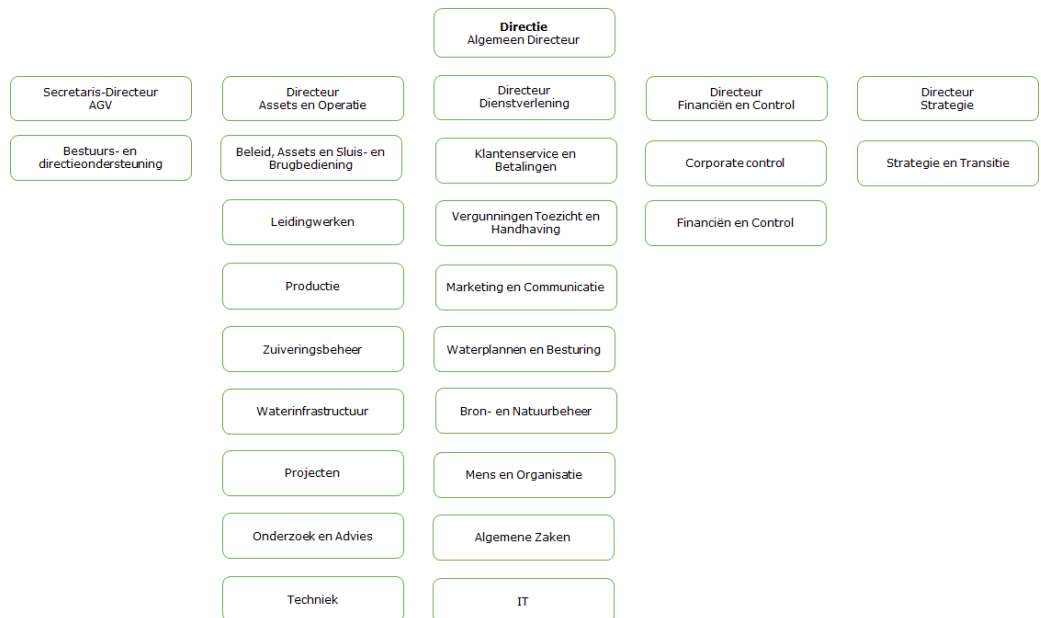 Directie
Algemeen Directeur
Secretaris-Directeur
AGV
Directeur
Assets en Operatie
Directeur
Dienstverlening
Directeur
Financiën en Control
Directeur
Strategie
Bestuurs- en
directieondersteuning
Beleid, Assets en Sluis- en
Brugbediening
Klantenservice en
Betalingen
Corporate control
Strategie en Transitie
Leidingwerken
Vergunningen Toezicht en
Handhaving
Financiën en Control
Productie
Marketing en Communicatie
Zuiveringsbeheer
Waterplannen en Besturing
Waterinfrastructuur
Bron- en Natuurbeheer
Projecten
Mens en Organisatie
Onderzoek en Advies
Algemene Zaken
Techniek
IT